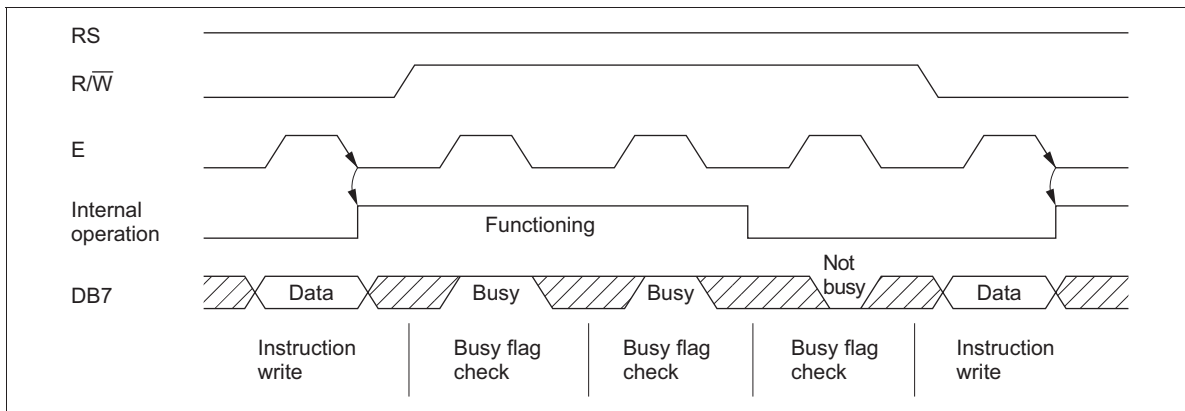 RS
R/W̅
E
Internal
operation
Functioning
DB7
Data
Busy
Busy
Not
busy
Data
Instruction
write
Busy flag
check
Busy flag
check
Busy flag
check
Instruction
write